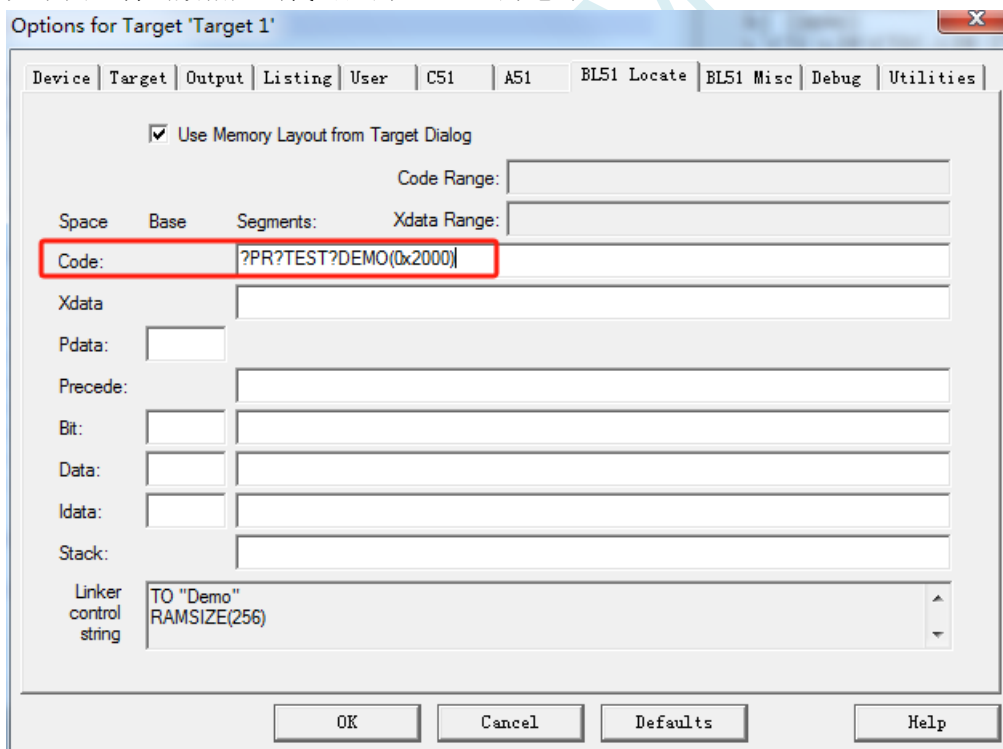 Options for Target 'Target 1'
Device Target Output Listing User C51 A51 BL51 Locate BL51 Misc Debug Utilities
Use Memory Layout from Target Dialog
Code Range:
Space Base Segments: Xdata Range:
Code: ?PR?TEST?DEMO(0x2000)
Xdata
Pdata:
Precede:
Bit:
Data:
Idata:
Stack:
Linker control string
TO "Demo"
RAMSIZE(256)
OK Cancel Defaults Help